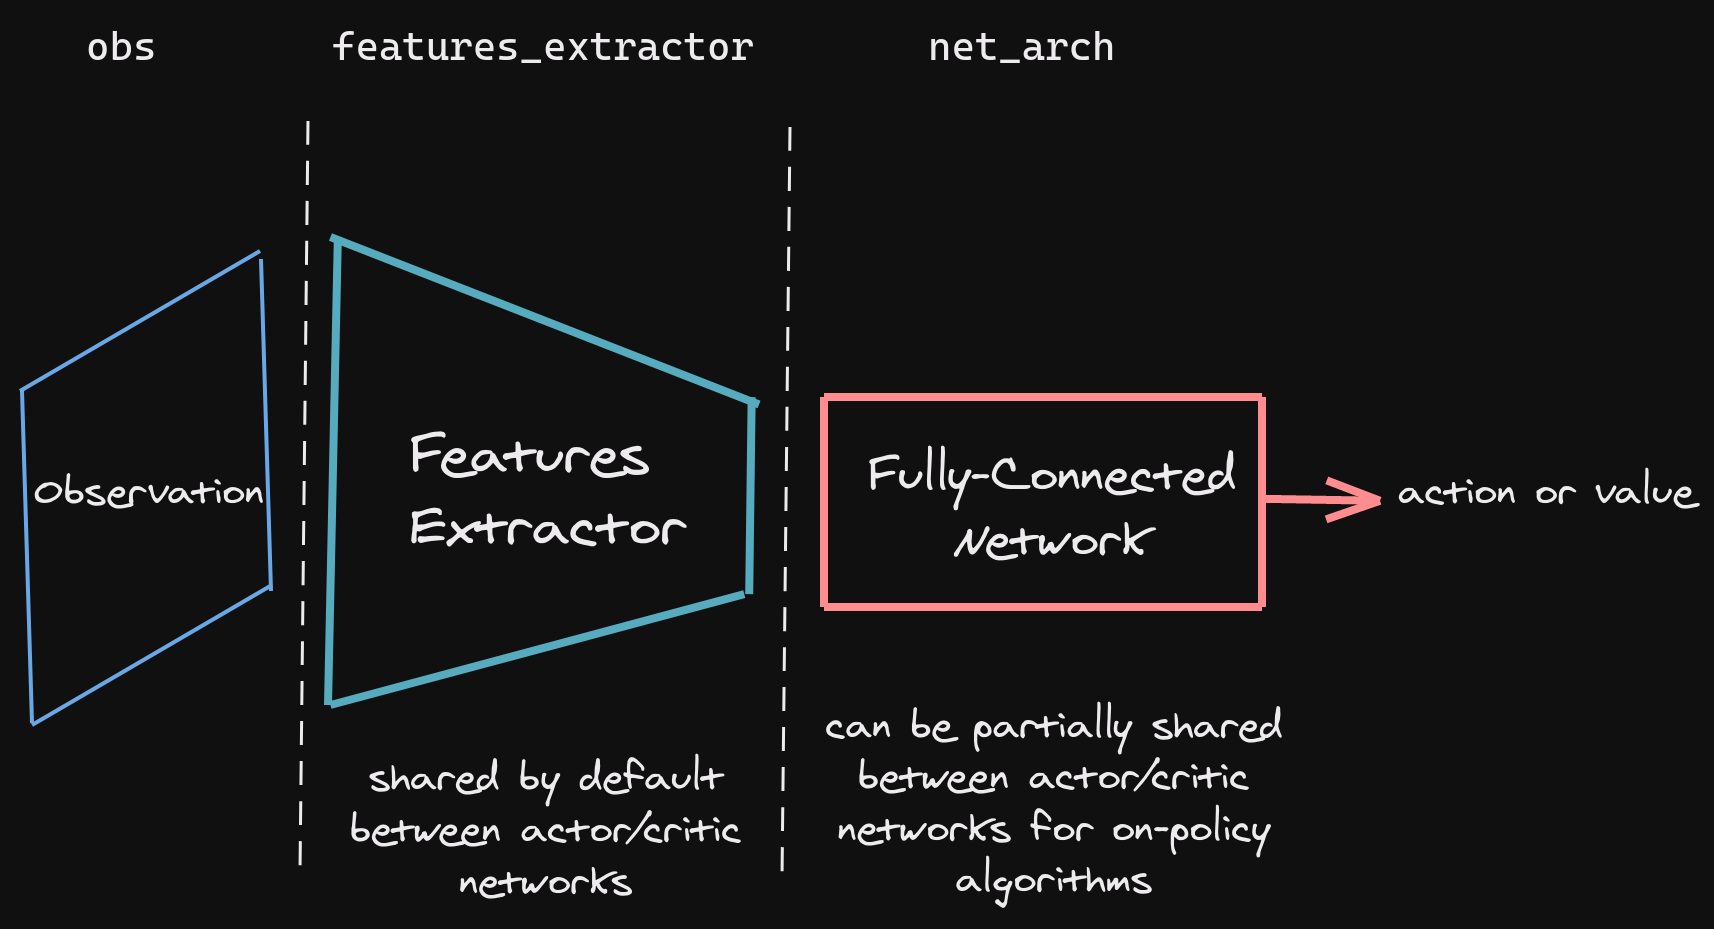 obs
features_extractor
net_arch
Observation
Features
Extractor
Fully-Connected
Network
action or value
shared by default
between actor/critic
networks
can be partially shared
between actor/critic
networks for on-policy
algorithms